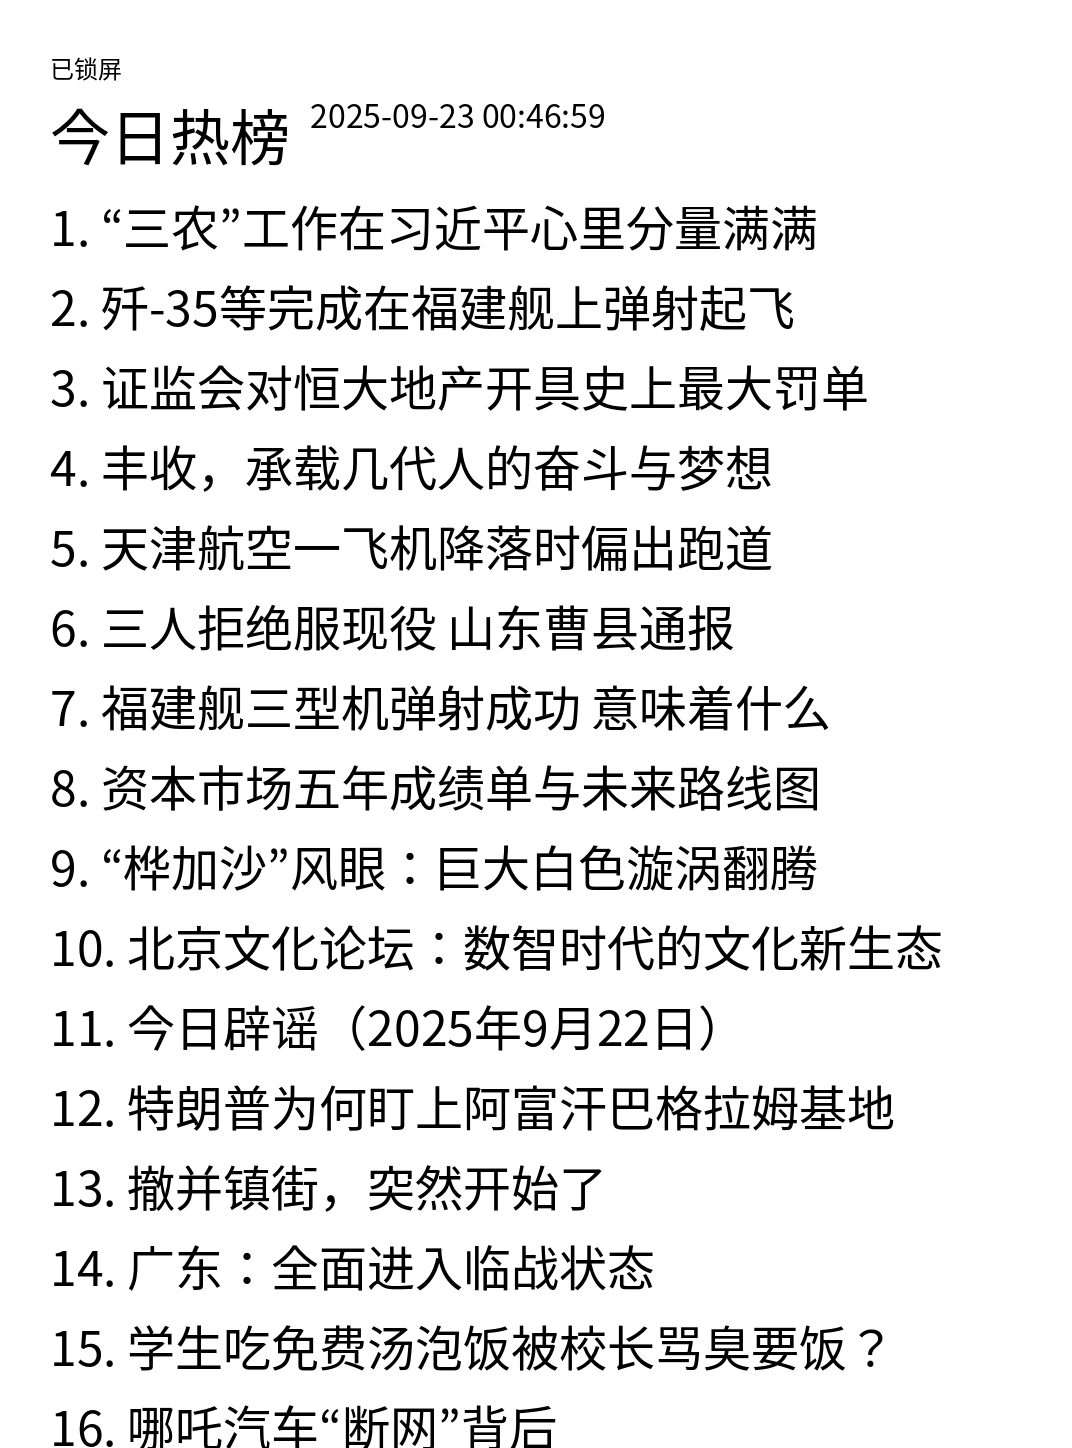 已锁屏
今日热榜 2025-09-23 00:46:59
1. “三农”工作在习近平心里分量满满
2. 歼-35等完成在福建舰上弹射起飞
3. 证监会对恒大地产开具史上最大罚单
4. 丰收，承载几代人的奋斗与梦想
5. 天津航空一飞机降落时偏出跑道
6. 三人拒绝服现役 山东曹县通报
7. 福建舰三型机弹射成功 意味着什么
8. 资本市场五年成绩单与未来路线图
9. “桦加沙”风眼：巨大白色漩涡翻腾
10. 北京文化论坛：数智时代的文化新生态
11. 今日辟谣（2025年9月22日）
12. 特朗普为何盯上阿富汗巴格拉姆基地
13. 撤并镇街，突然开始了
14. 广东：全面进入临战状态
15. 学生吃免费汤泡饭被校长骂臭要饭？
16. 哪吒汽车“断网”背后